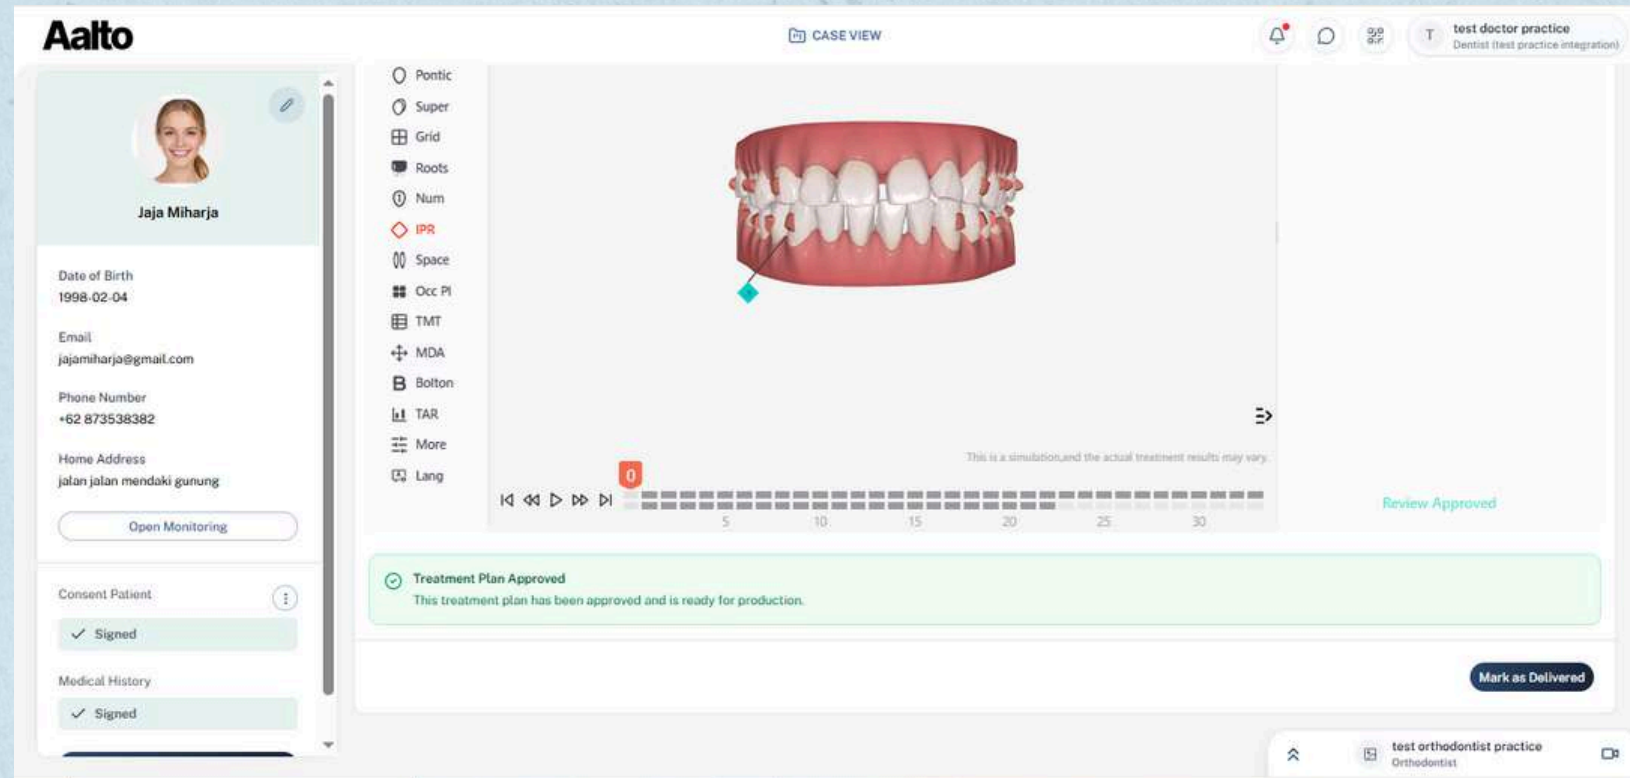 Aalto
CASE VIEW
T
test doctor practice
Dentist (test practice integration)
Jaja Miharja
Date of Birth
1998-02-04
Email
jajamiharja@gmail.com
Phone Number
+62 873538382
Home Address
jalan jalan mendaki gunung
Open Monitoring
Consent Patient
Signed
Medical History
Signed
Pontic
Super
Grid
Roots
Num
IPR
Space
Occ Pl
TMT
MDA
Bolton
TAR
More
Lang
This is a simulation,and the actual treatment results may vary.
0
5 10 15 20 25 30
Review Approved
Treatment Plan Approved
This treatment plan has been approved and is ready for production.
Mark as Delivered
test orthodontist practice
Orthodontist